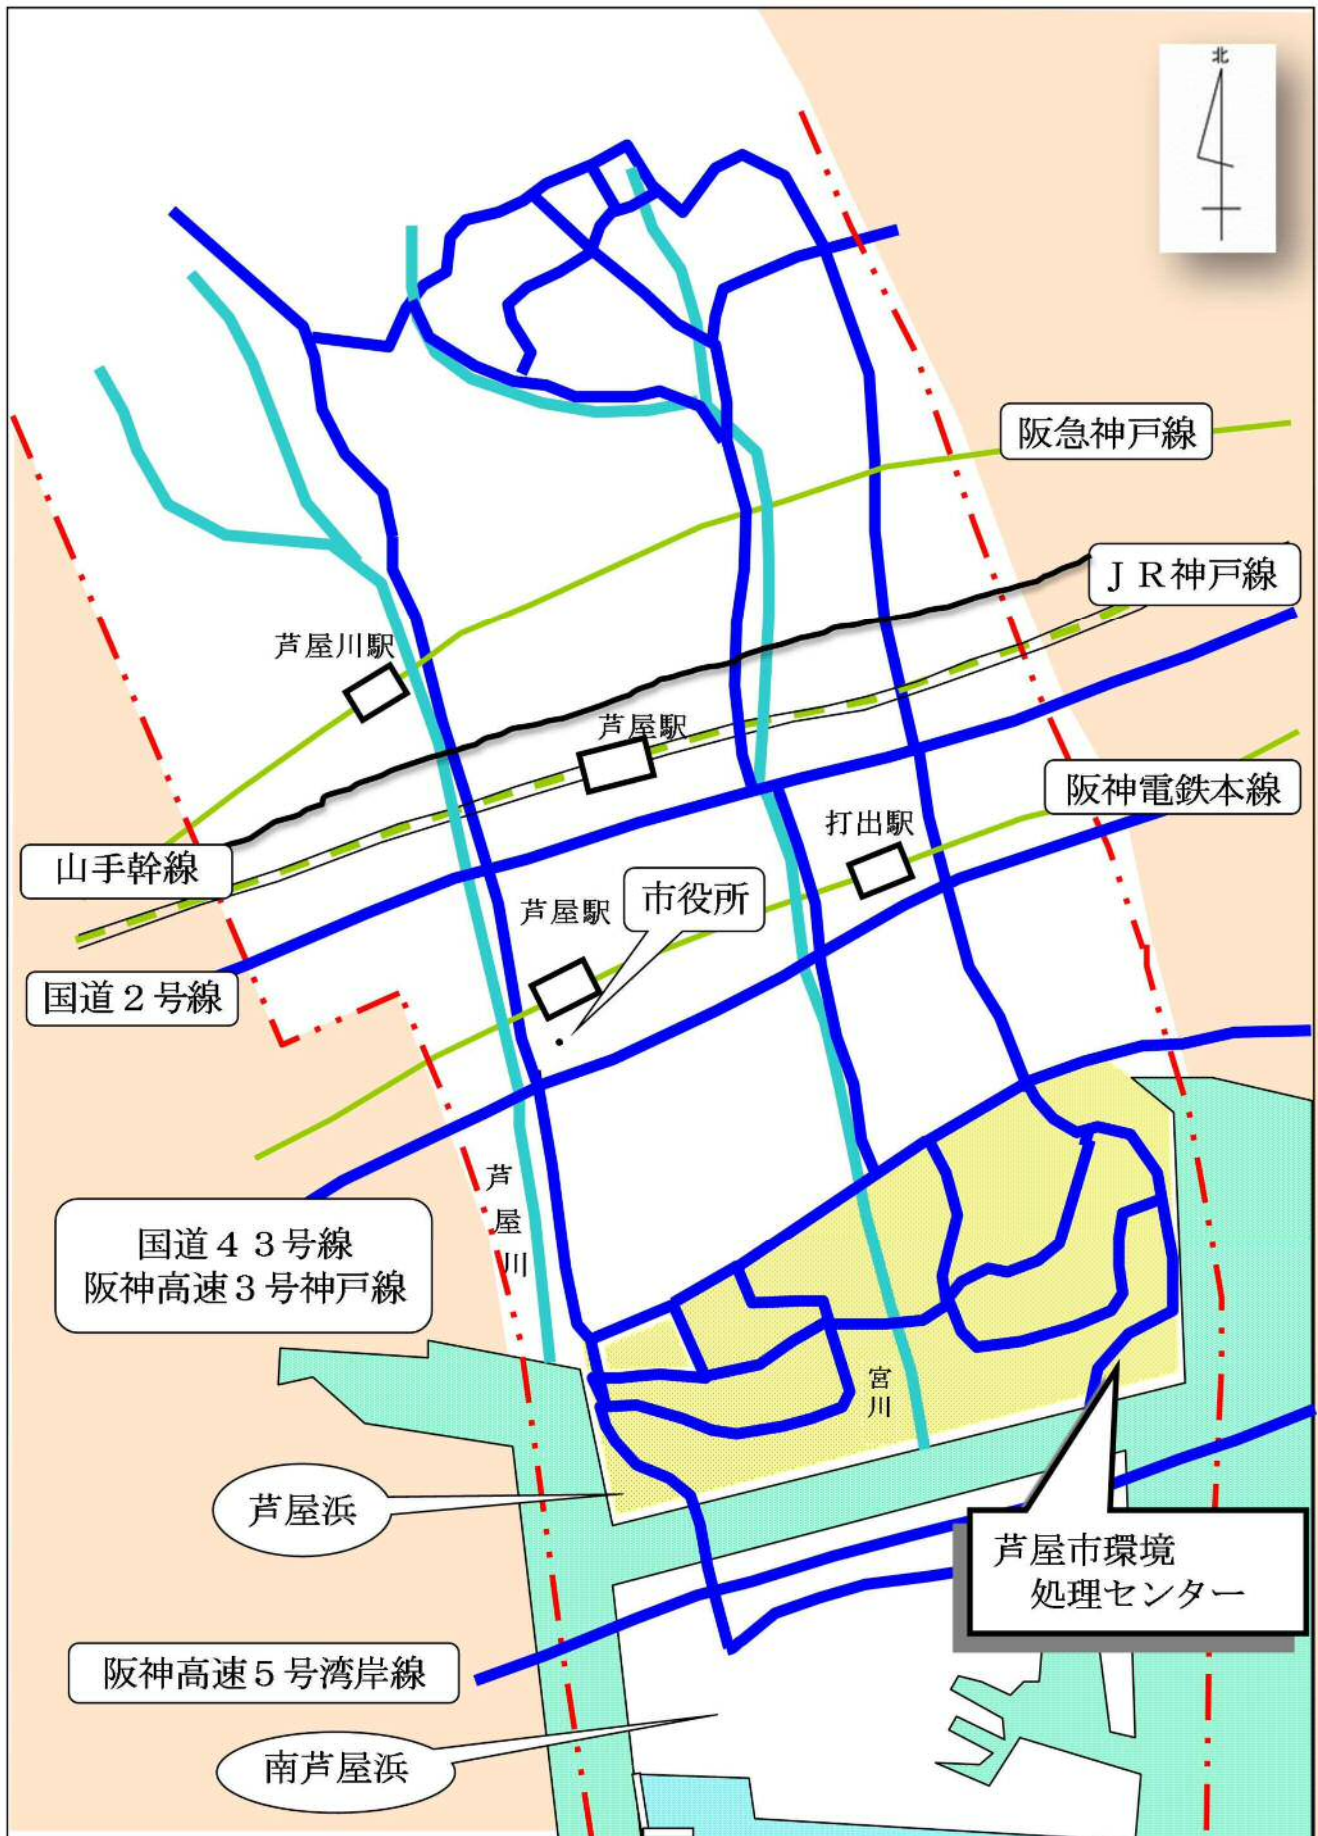 北
阪急神戸線
ＪＲ神戸線
芦屋川駅
芦屋駅
阪神電鉄本線
打出駅
山手幹線
市役所
芦屋駅
国道２号線
芦屋川
国道４３号線
阪神高速３号神戸線
宮川
芦屋浜
芦屋市環境
処理センター
阪神高速５号湾岸線
南芦屋浜